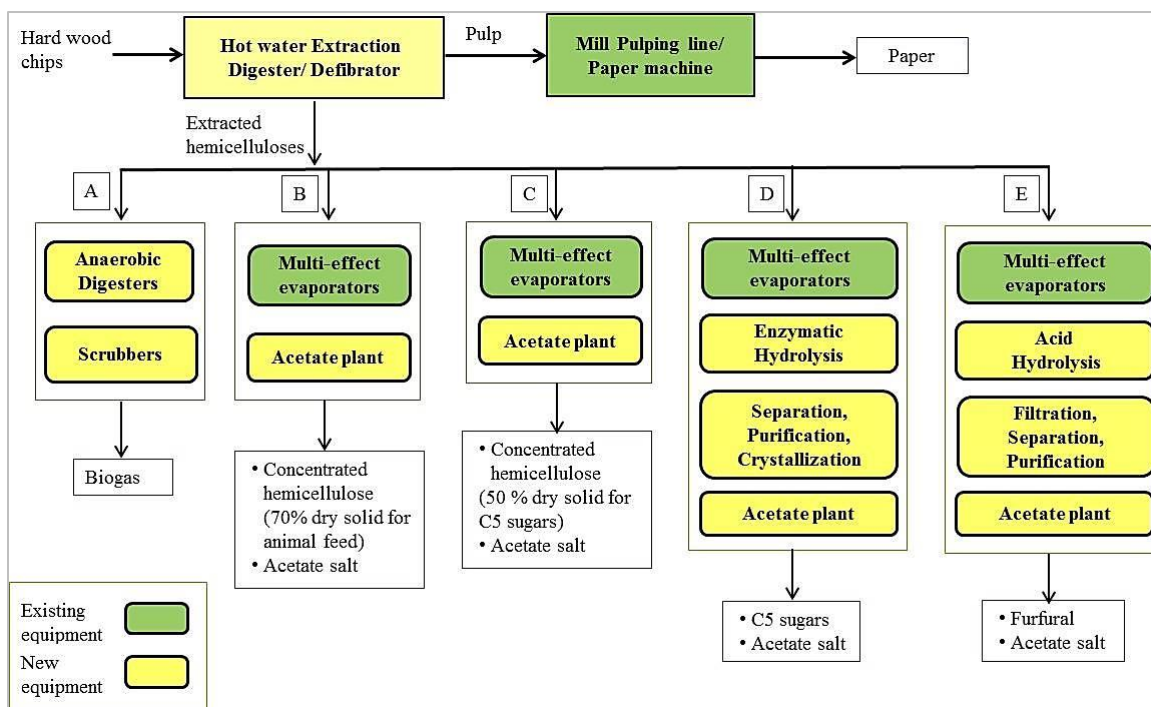 Hard wood
chips
Hot water Extraction
Digester/ Defibrator
Pulp
Mill Pulping line/
Paper machine
Paper
Extracted
hemicelluloses
A
Anaerobic
Digesters
Scrubbers
Biogas
B
Multi-effect
evaporators
Acetate plant
• Concentrated
hemicellulose
(70% dry solid for
animal feed)
• Acetate salt
C
Multi-effect
evaporators
Acetate plant
• Concentrated
hemicellulose
(50 % dry solid for
C5 sugars)
• Acetate salt
D
Multi-effect
evaporators
Enzymatic
Hydrolysis
Separation,
Purification,
Crystallization
Acetate plant
• C5 sugars
• Acetate salt
E
Multi-effect
evaporators
Acid
Hydrolysis
Filtration,
Separation,
Purification
Acetate plant
• Furfural
• Acetate salt
Existing
equipment
New
equipment